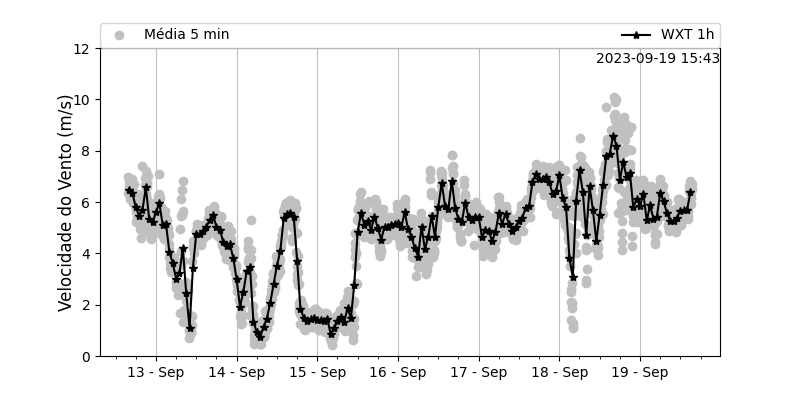 Média 5 min
WXT 1h
2023-09-19 15:43
Velocidade do Vento (m/s)
12
10
8
6
4
2
0
13 - Sep
14 - Sep
15 - Sep
16 - Sep
17 - Sep
18 - Sep
19 - Sep